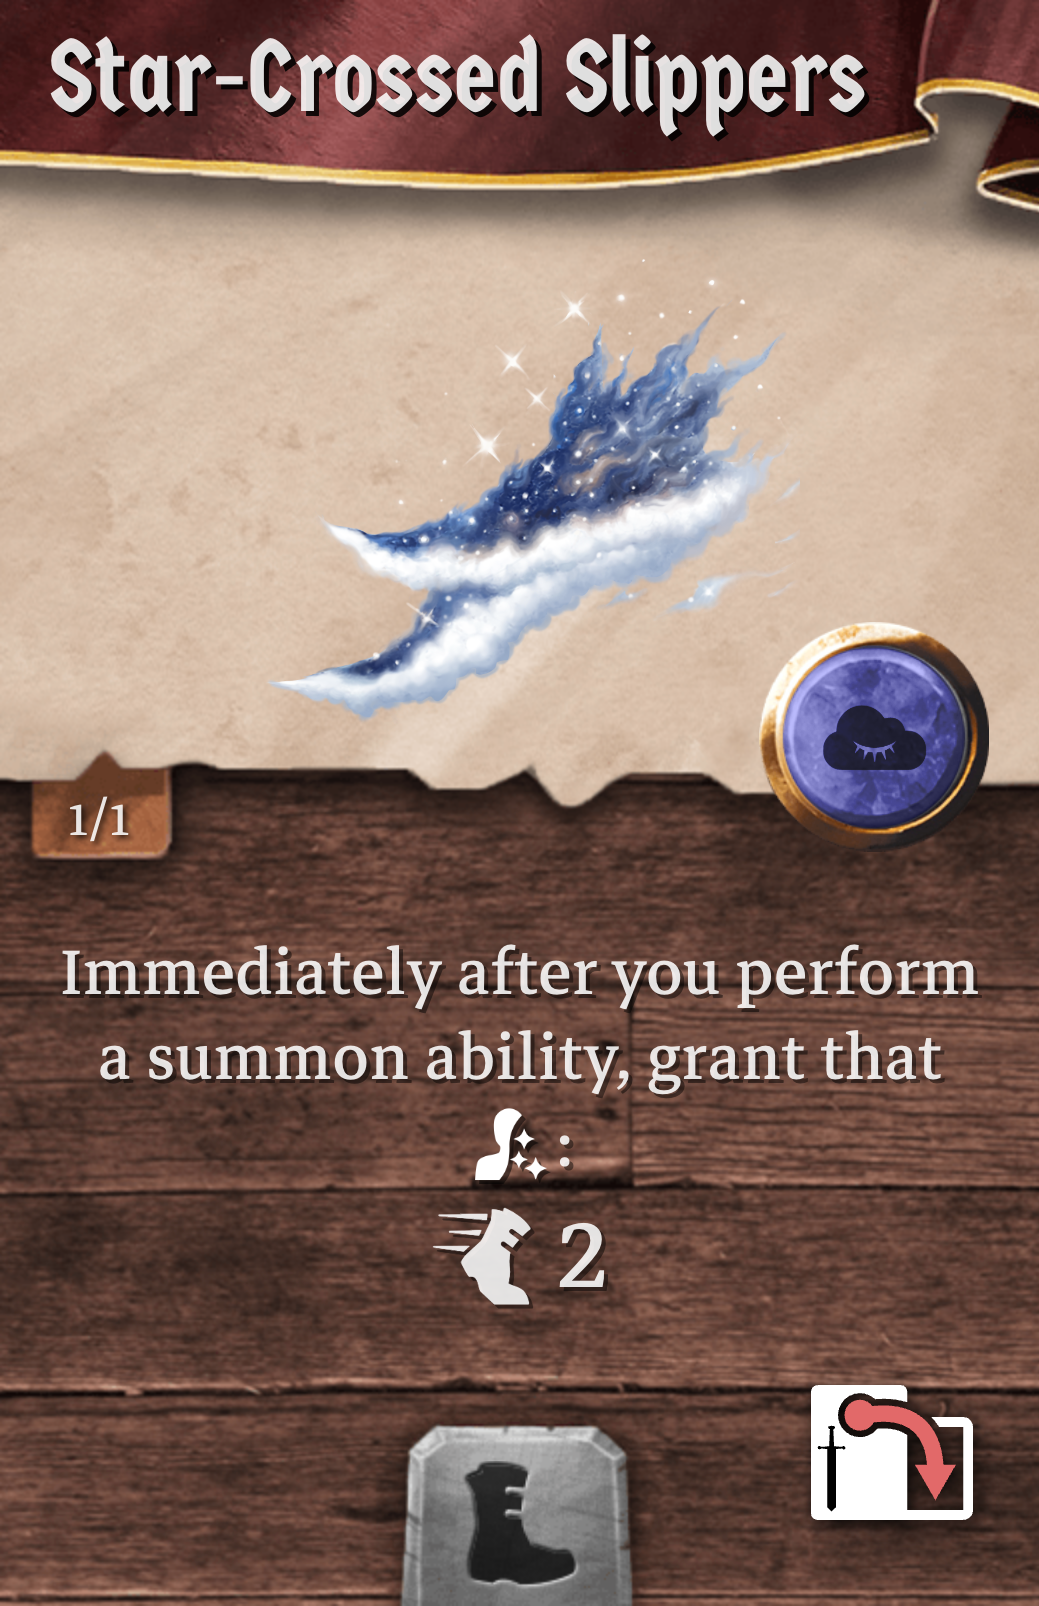 Star-Crossed Slippers
1/1
Immediately after you perform
a summon ability, grant that
:
2